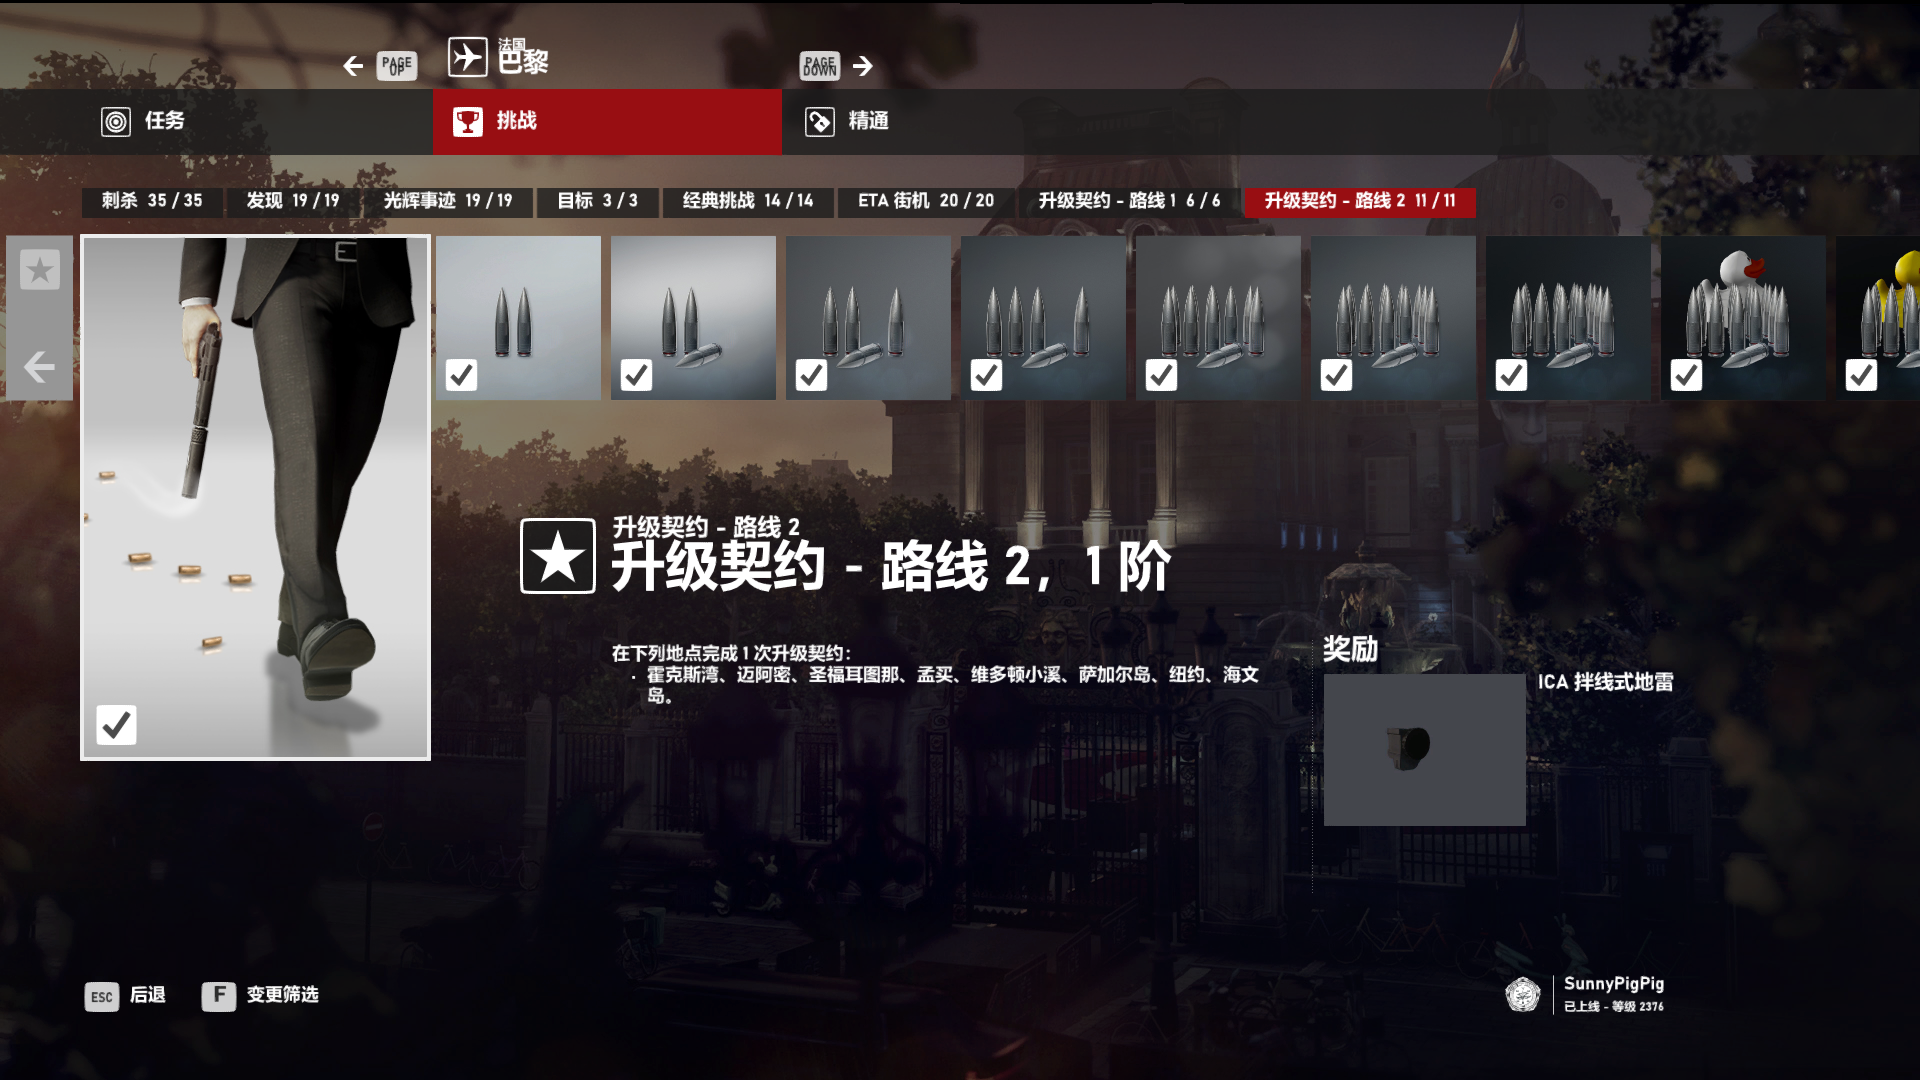 PAGE UP
法国
巴黎
PAGE DOWN
任务
挑战
精通
刺杀 35 / 35
发现 19 / 19
光辉事迹 19 / 19
目标 3 / 3
经典挑战 14 / 14
ETA 街机 20 / 20
升级契约 - 路线 1 6 / 6
升级契约 - 路线 2 11 / 11
升级契约 - 路线 2
升级契约 - 路线 2，1 阶
在下列地点完成 1 次升级契约：
· 霍克斯湾、迈阿密、圣福耳图那、孟买、维多顿小溪、萨加尔岛、纽约、海文
岛。
奖励
ICA 拌线式地雷
ESC 后退
F 变更筛选
SunnyPigPig
已上线 - 等级 2376